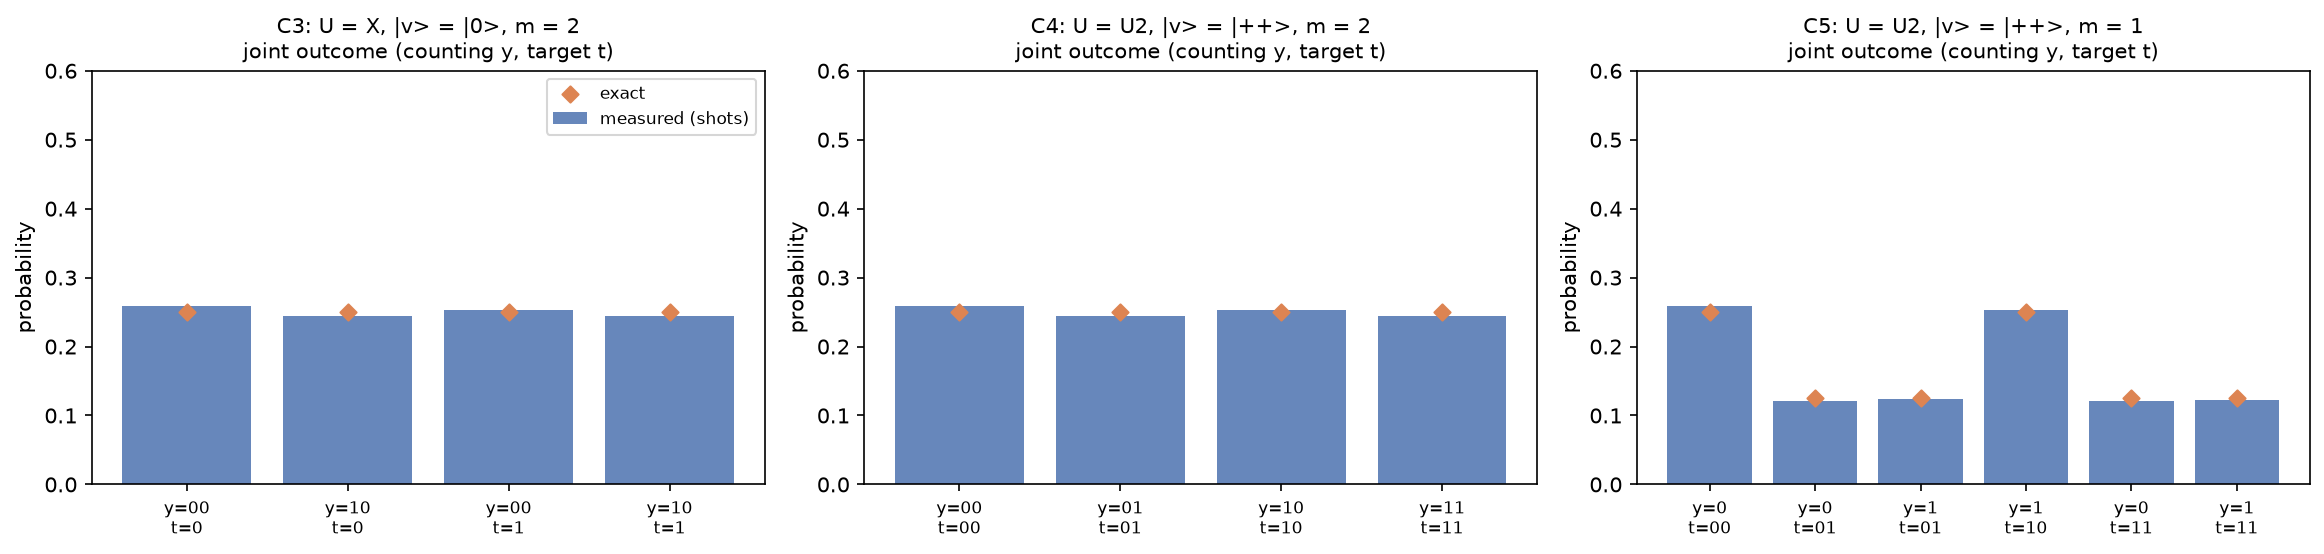 C3: U = X, |v> = |0>, m = 2
joint outcome (counting y, target t)
probability
0.6
0.5
0.4
0.3
0.2
0.1
0.0
exact
measured (shots)
y=00
t=0
y=10
t=0
y=00
t=1
y=10
t=1
C4: U = U2, |v> = |++>, m = 2
joint outcome (counting y, target t)
probability
0.6
0.5
0.4
0.3
0.2
0.1
0.0
y=00
t=00
y=01
t=01
y=10
t=10
y=11
t=11
C5: U = U2, |v> = |++>, m = 1
joint outcome (counting y, target t)
probability
0.6
0.5
0.4
0.3
0.2
0.1
0.0
y=0
t=00
y=0
t=01
y=1
t=01
y=1
t=10
y=0
t=11
y=1
t=11